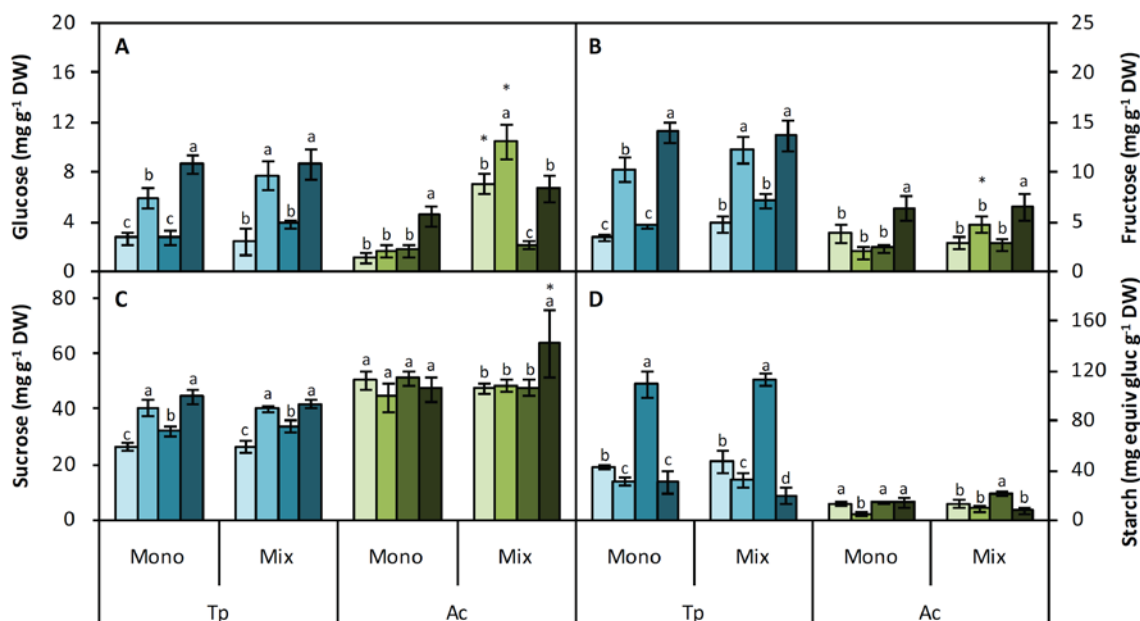 Glucose (mg g⁻¹ DW)
20
16
12
8
4
0
A
c b c a
b a b a
b b b a
* *
b a c b
B
c b c a
c a b a
b b b a
*
b b b a
25
20
15
10
5
0
Fructose (mg g⁻¹ DW)
Sucrose (mg g⁻¹ DW)
80
60
40
20
0
C
c a b a
c a b a
a a a a
*
b b b a
D
b c a c
b c a d
a b a a
b b a b
160
120
80
40
0
Starch (mg equiv gluc g⁻¹ DW)
Mono Mix Mono Mix Mono Mix Mono Mix
Tp Ac Tp Ac